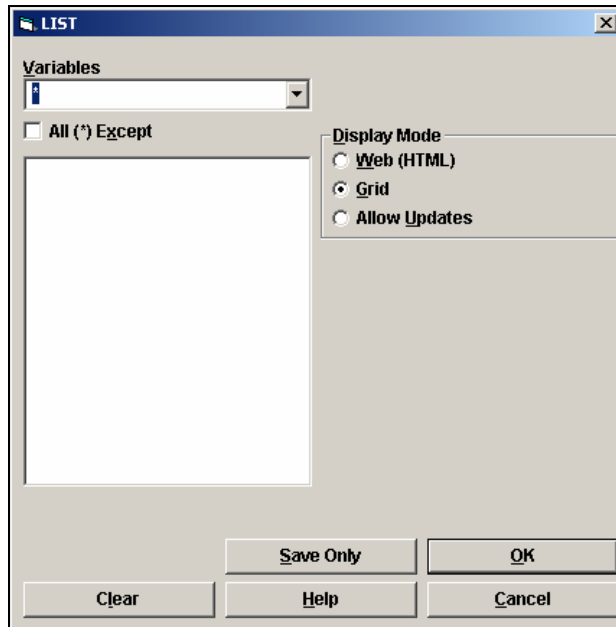 LIST
Variables
*
All (*) Except
Display Mode
Web (HTML)
Grid
Allow Updates
Save Only
OK
Clear
Help
Cancel